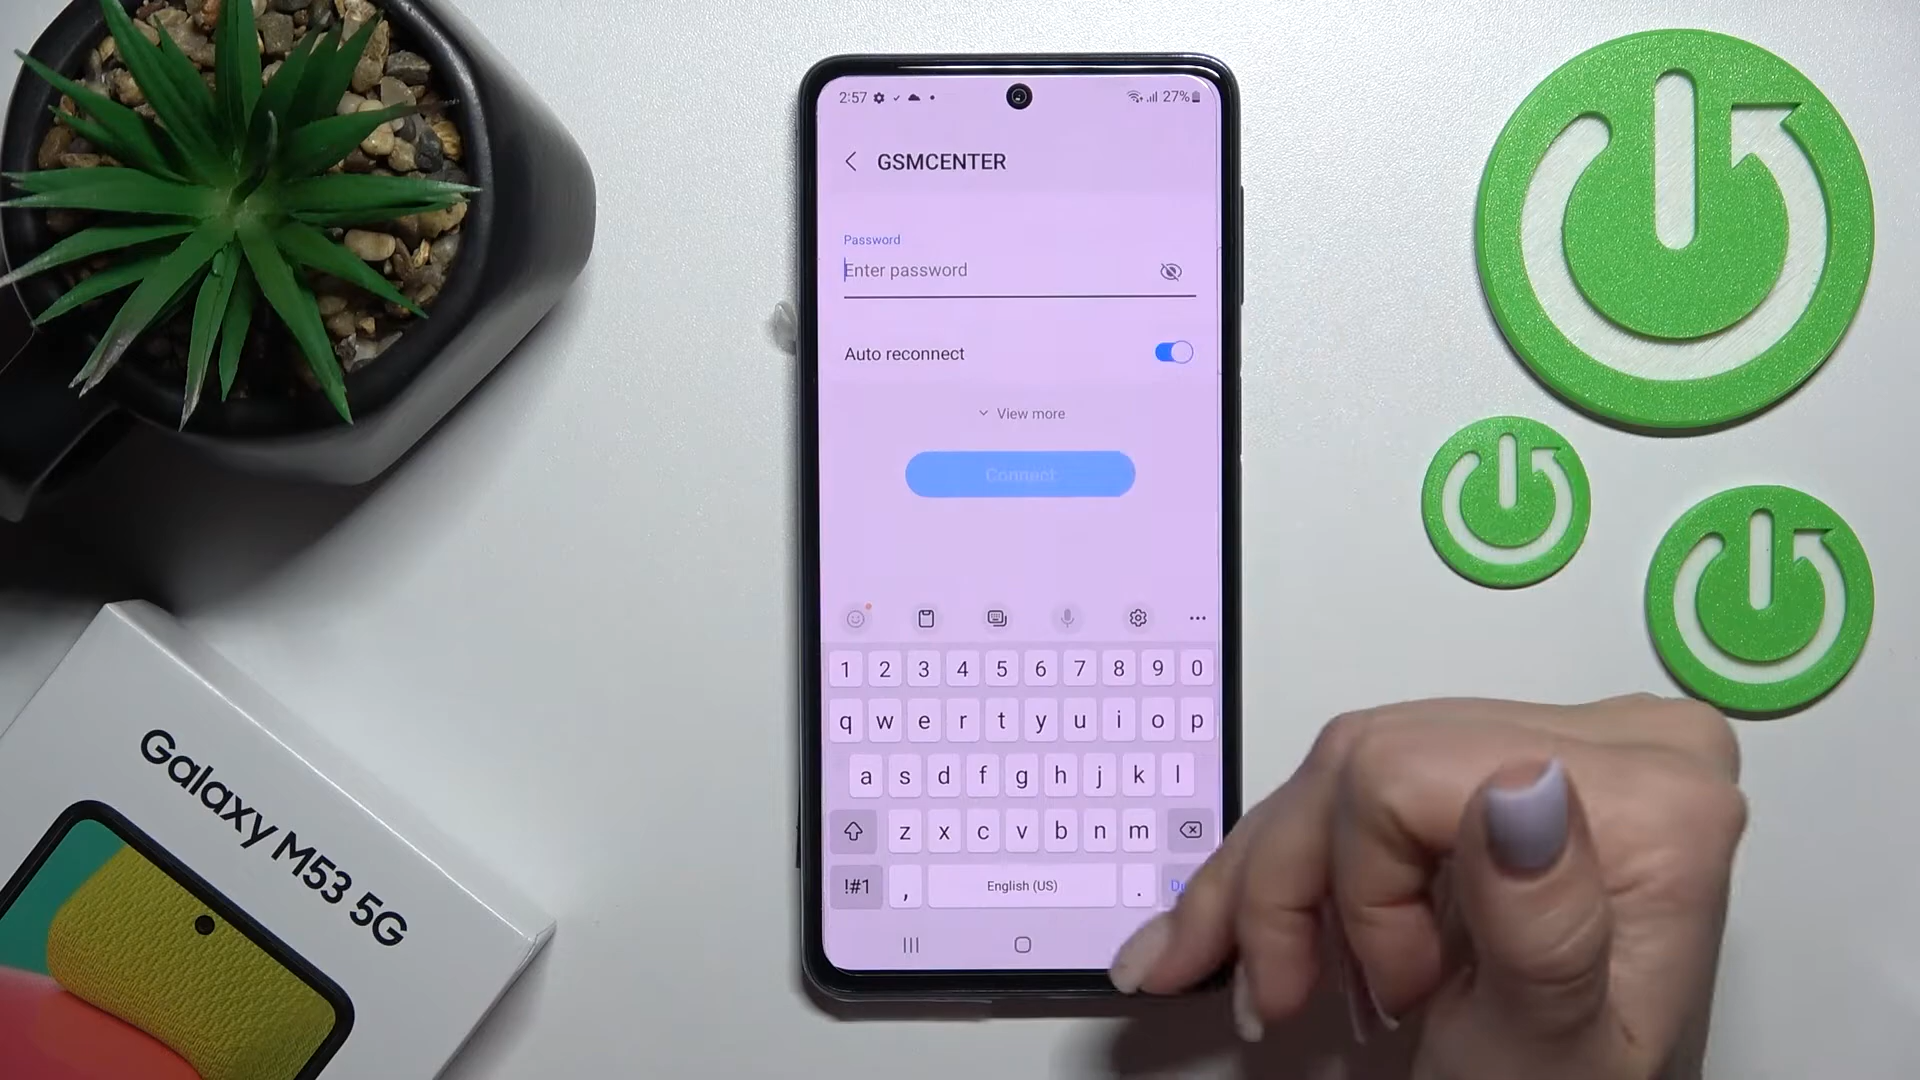 2:57 27%
GSMCENTER
Password
Enter password
Auto reconnect
View more
Connect
1 2 3 4 5 6 7 8 9 0
q w e r t y u i o p
a s d f g h j k l
z x c v b n m
!#1 , English (US) .
Galaxy M53 5G